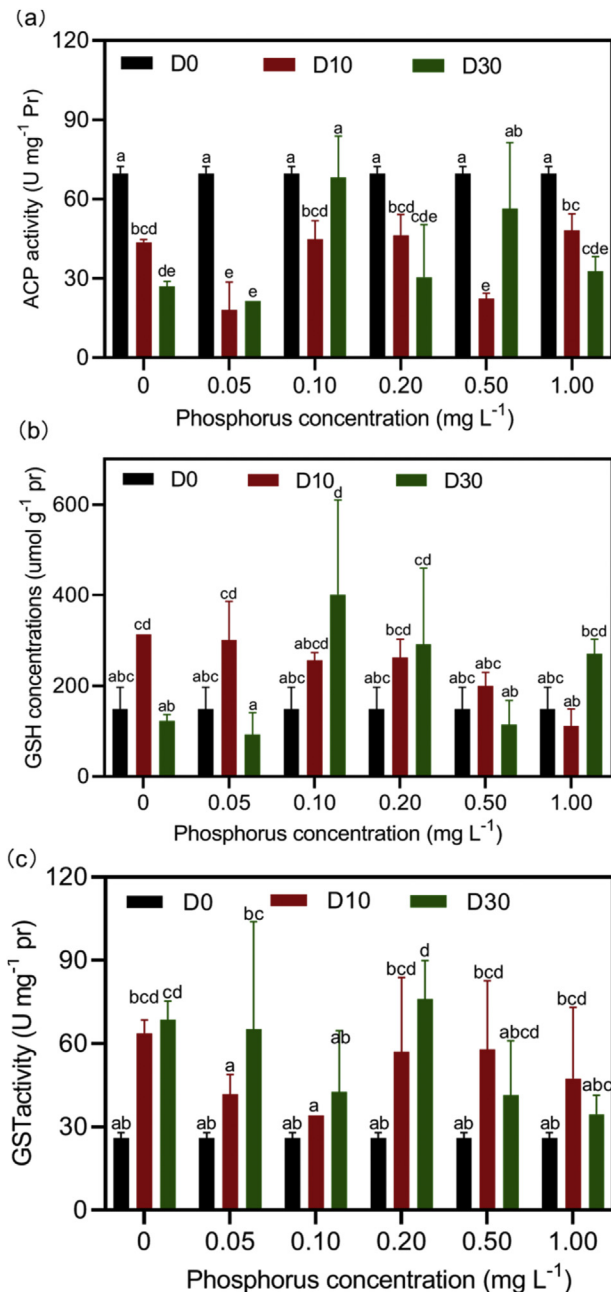 (a)
120
D0 D10 D30
90
60
30
0
ACP activity (U mg⁻¹ Pr)
a bcd de a e e a bcd a a bcd cde a e ab a bc cde
0 0.05 0.10 0.20 0.50 1.00
Phosphorus concentration (mg L⁻¹)
(b)
D0 D10 D30
600
400
200
0
GSH concentrations (umol g⁻¹ pr)
abc cd ab abc cd a abc abcd d abc bcd cd abc abc ab abc ab bcd
0 0.05 0.10 0.20 0.50 1.00
Phosphorus concentration (mg L⁻¹)
(c)
120
D0 D10 D30
90
60
30
0
GSTactivity (U mg⁻¹ pr)
ab bcd cd ab a bc ab a ab ab bcd d ab bcd abcd ab bcd abc
0 0.05 0.10 0.20 0.50 1.00
Phosphorus concentration (mg L⁻¹)